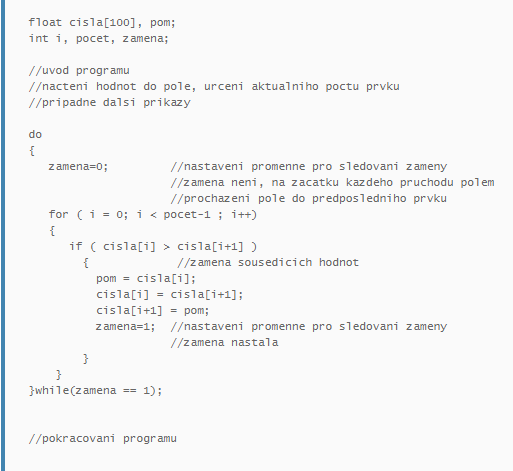 float cisla[100], pom;
int i, pocet, zamena;
//uvod programu
//nacteni hodnot do pole, urceni aktualniho poctu prvku
//pripadne dalsi prikazy
do
{
zamena=0; //nastaveni promenne pro sledovani zameny
//zamena neni, na zacatku kazdeho pruchodu polem
//prochazeni pole do predposledniho prvku
for ( i = 0; i < pocet-1 ; i++)
{
if ( cisla[i] > cisla[i+1] )
{ //zamena sousedicich hodnot
pom = cisla[i];
cisla[i] = cisla[i+1];
cisla[i+1] = pom;
zamena=1; //nastaveni promenne pro sledovani zameny
//zamena nastala
}
}
}while(zamena == 1);
//pokracovani programu